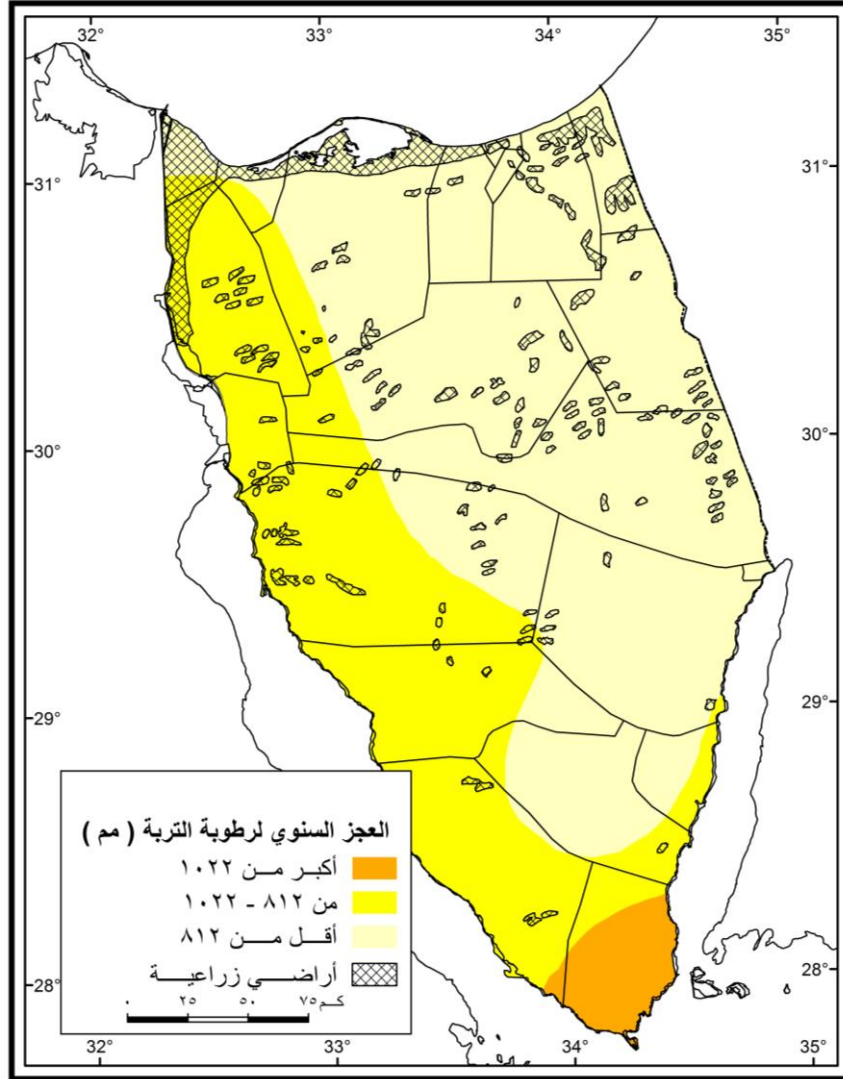 32° 33° 34° 35°
31° 31°
30° 30°
29° 29°
العجز السنوي لرطوبة التربة ( مم )
أكبر من ١٠٢٢
من ٨١٢ - ١٠٢٢
أقل من ٨١٢
أراضي زراعية
٠ ٢٥ ٥٠ ٧٥ كم
28° 28°
32° 33° 34° 35°